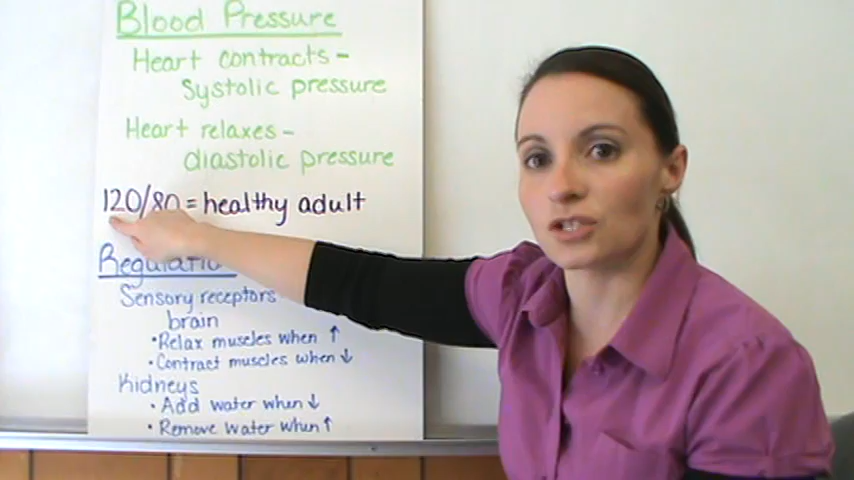 Blood Pressure
Heart contracts -
Systolic pressure
Heart relaxes -
diastolic pressure
120/80 = healthy adult
Regulation
Sensory receptors
brain
• Relax muscles when ↑
• Contract muscles when ↓
Kidneys
• Add water when ↓
• Remove water when ↑